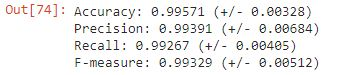 Out[74]: Accuracy: 0.99571 (+/- 0.00328)
Precision: 0.99391 (+/- 0.00684)
Recall: 0.99267 (+/- 0.00405)
F-measure: 0.99329 (+/- 0.00512)